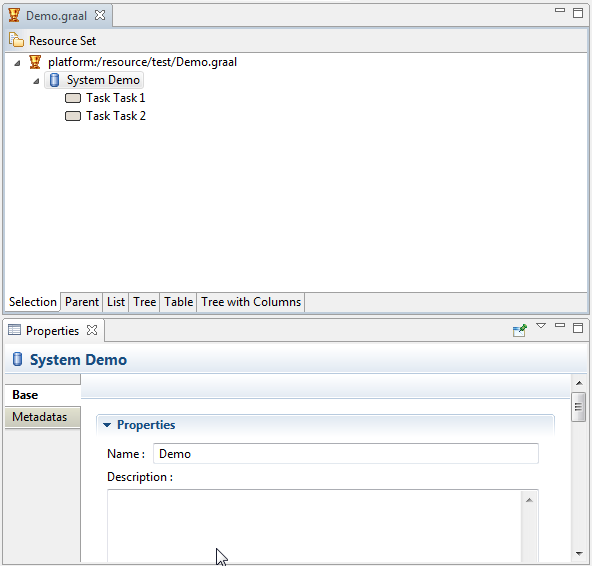 Demo.graal
Resource Set
platform:/resource/test/Demo.graal
System Demo
Task Task 1
Task Task 2
Selection Parent List Tree Table Tree with Columns
Properties
System Demo
Base
Metadatas
Properties
Name : Demo
Description :